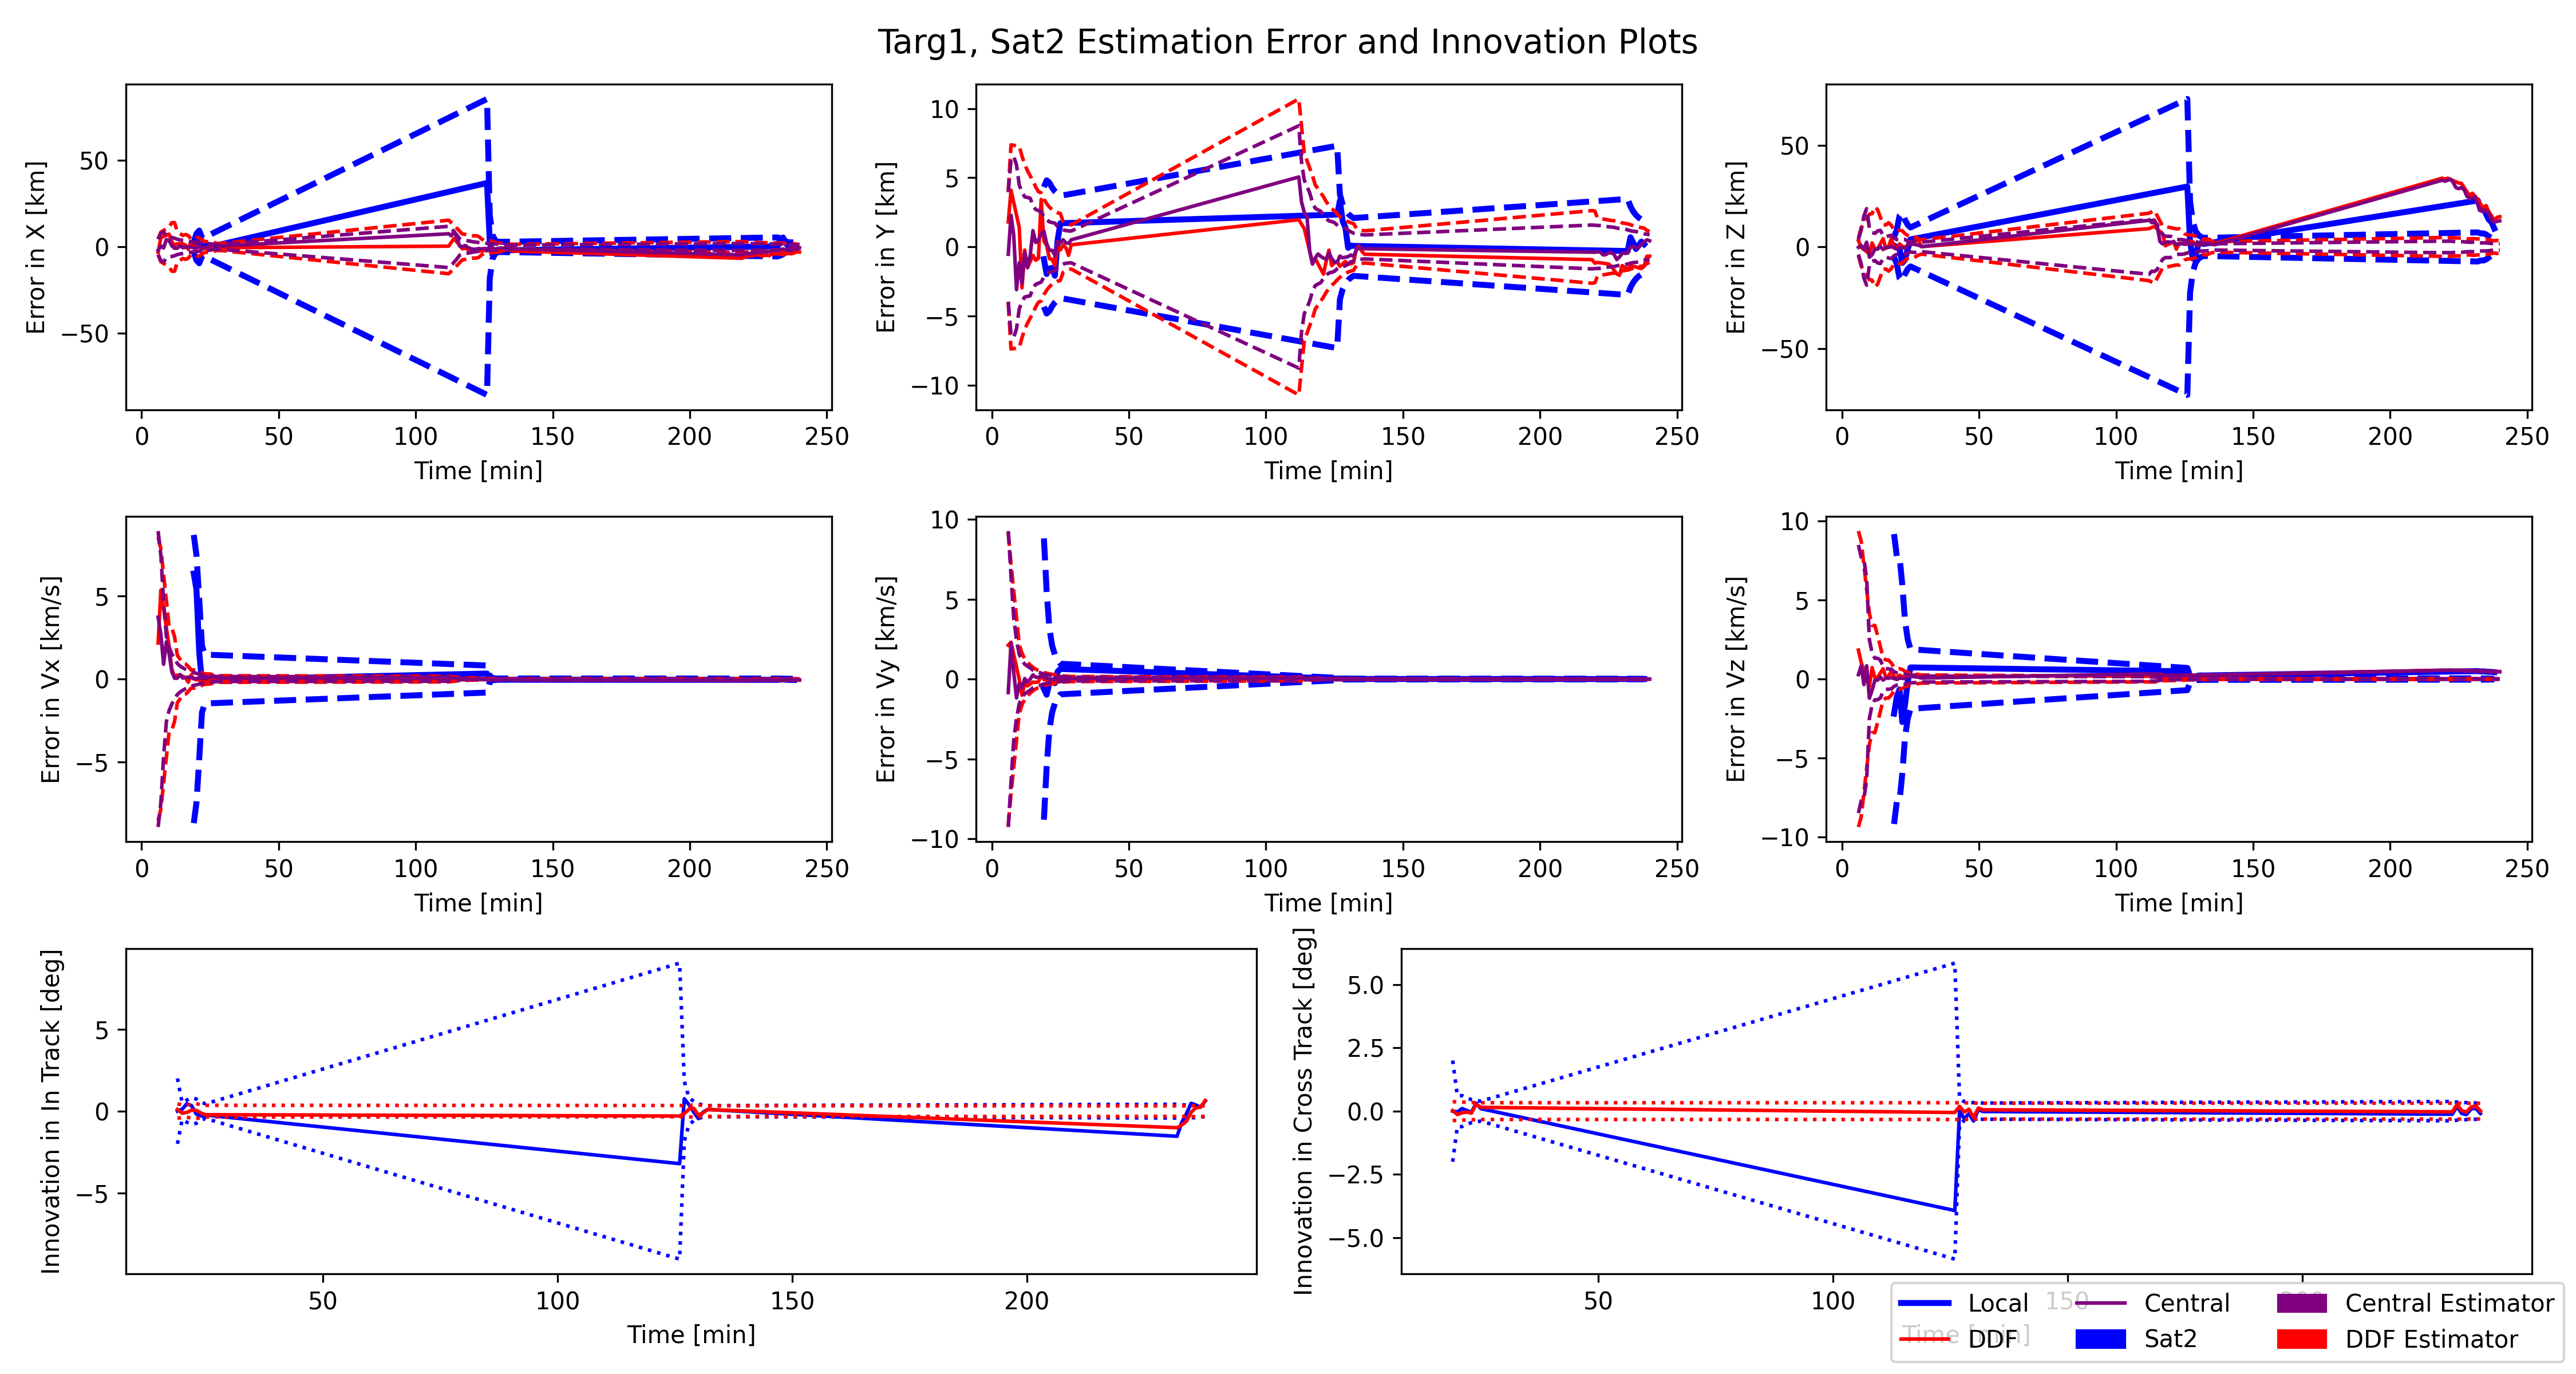 Targ1, Sat2 Estimation Error and Innovation Plots
Error in X [km]
50
0
−50
0 50 100 150 200 250
Time [min]
Error in Y [km]
10
5
0
−5
−10
0 50 100 150 200 250
Time [min]
Error in Z [km]
50
0
−50
0 50 100 150 200 250
Time [min]
Error in Vx [km/s]
5
0
−5
0 50 100 150 200 250
Time [min]
Error in Vy [km/s]
10
5
0
−5
−10
0 50 100 150 200 250
Time [min]
Error in Vz [km/s]
10
5
0
−5
−10
0 50 100 150 200 250
Time [min]
Innovation in In Track [deg]
5
0
−5
50 100 150 200
Time [min]
Innovation in Cross Track [deg]
5.0
2.5
0.0
−2.5
−5.0
50 100 150 200
Time [min]
Local Central Central Estimator
DDF Sat2 DDF Estimator